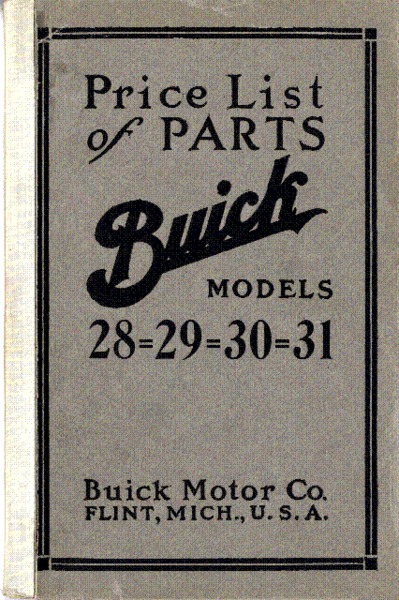 Price List
of PARTS
Buick
MODELS
28=29=30=31
Buick Motor Co.
FLINT, MICH., U. S. A.